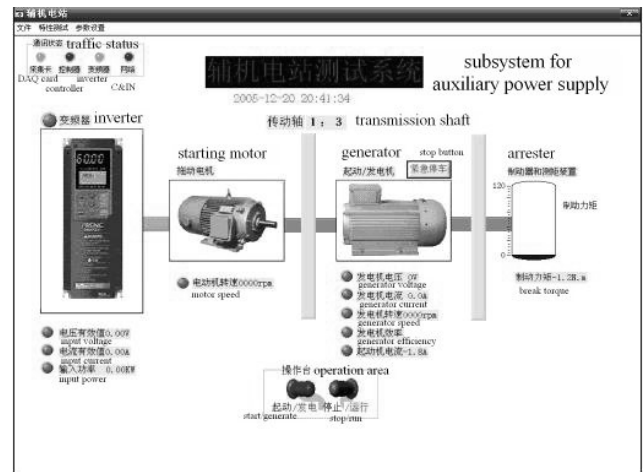 辅机电站
文件 特性测试 参数设置
通讯状态 traffic status
采集卡 控制器 变频器 网络
DAQ card controller inverter C&IN
辅机电站测试系统
subsystem for
auxiliary power supply
2005-12-20 20:41:34
变频器 inverter
传动轴 1:3 transmission shaft
starting motor
拖动电机
generator
起动/发电机
stop button
紧急停车
arrester
制动器和测矩装置
60.00
120
制动力矩
0
电动机转速0000rpm
motor speed
发电机电压 0V
generator voltage
发电机电流 0.0A
generator current
发电机转速0000rpm
generator speed
发电机效率
generator efficiency
起动机电流-1.8A
制动力矩-1.2N.m
break torque
电压有效值0.00V
input voltage
电流有效值0.00A
input current
输入功率 0.00KW
input power
操作台 operation area
起动/发电 停止/运行
start/generate stop/run